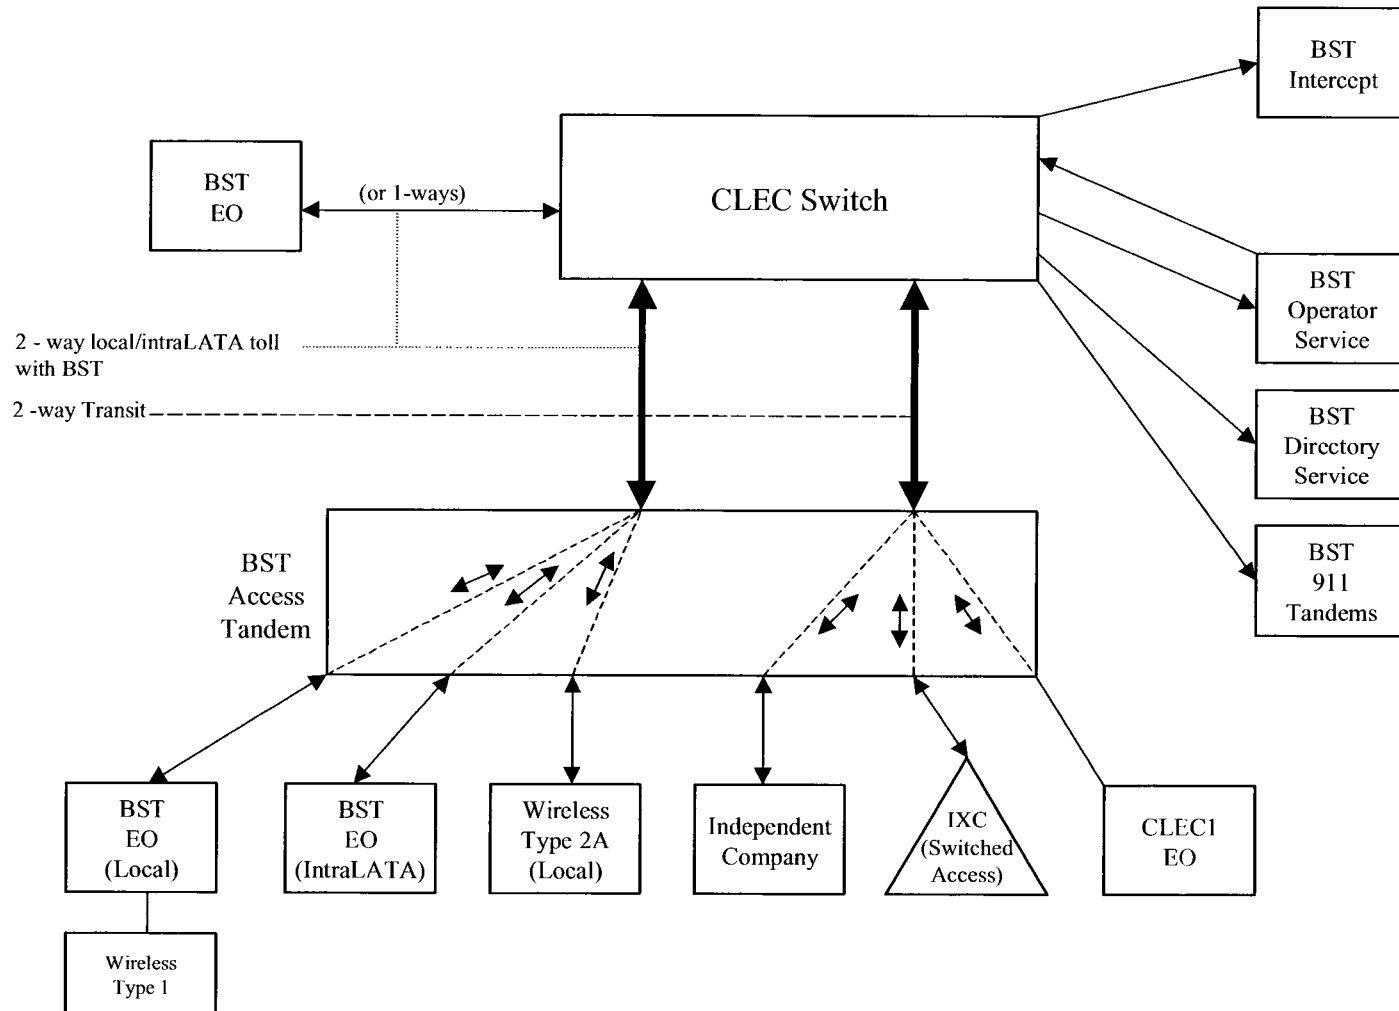 BST
Intercept
BST
EO
(or 1-ways)
CLEC Switch
BST
Operator
Service
2 - way local/intraLATA toll
with BST
2 -way Transit
BST
Directory
Service
BST
Access
Tandem
BST
911
Tandems
BST
EO
(Local)
BST
EO
(IntraLATA)
Wireless
Type 2A
(Local)
Independent
Company
IXC
(Switched
Access)
CLEC1
EO
Wireless
Type 1